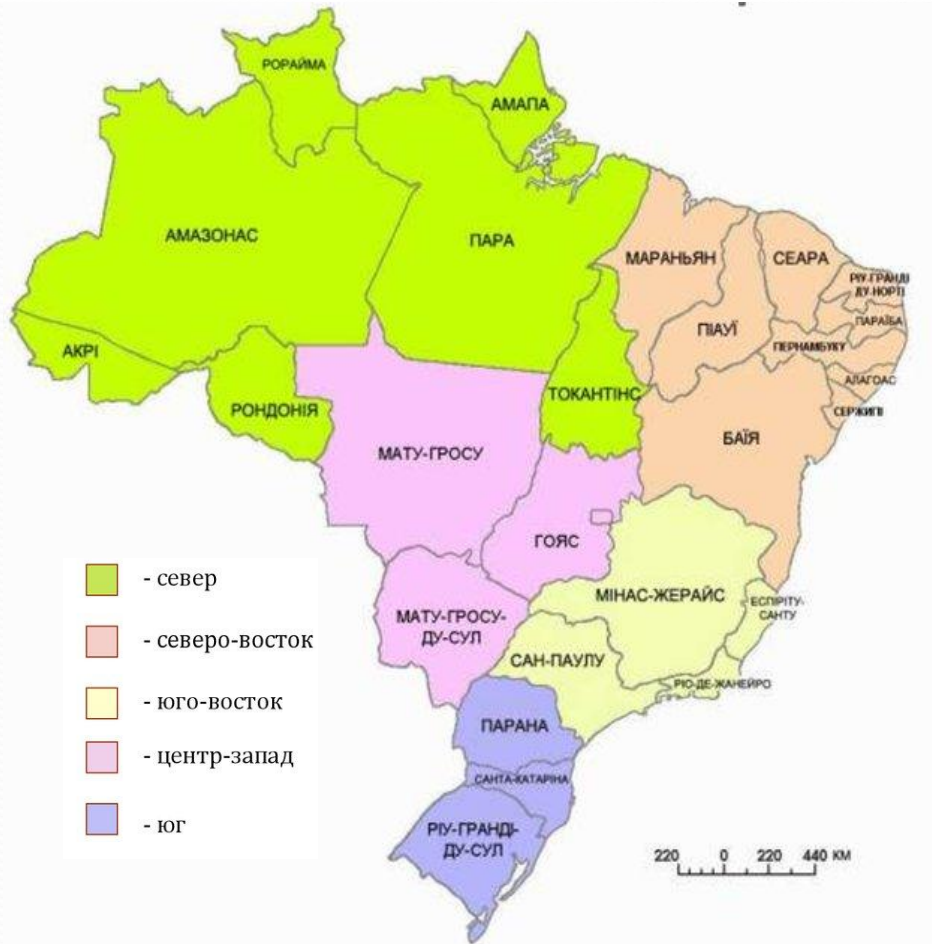 РОРАЙМА
АМАПА
АМАЗОНАС
ПАРА
МАРАНЬЯН
СЕАРА
РІУ-ГРАНДІ
ДУ-НОРТІ
ПАРАЇБА
ПІАУЇ
ПЕРНАМБУКУ
АКРІ
АЛАГОАС
ТОКАНТІНС
РОНДОНІЯ
СЕРЖИПІ
БАЇЯ
МАТУ-ГРОСУ
ГОЯС
МІНАС-ЖЕРАЙС
ЕСПІРІТУ-
САНТУ
МАТУ-ГРОСУ-
ДУ-СУЛ
САН-ПАУЛУ
РІО-ДЕ-ЖАНЕЙРО
ПАРАНА
САНТА-КАТАРІНА
РІУ-ГРАНДІ-
ДУ-СУЛ
- север
- северо-восток
- юго-восток
- центр-запад
- юг
220 0 220 440 КМ